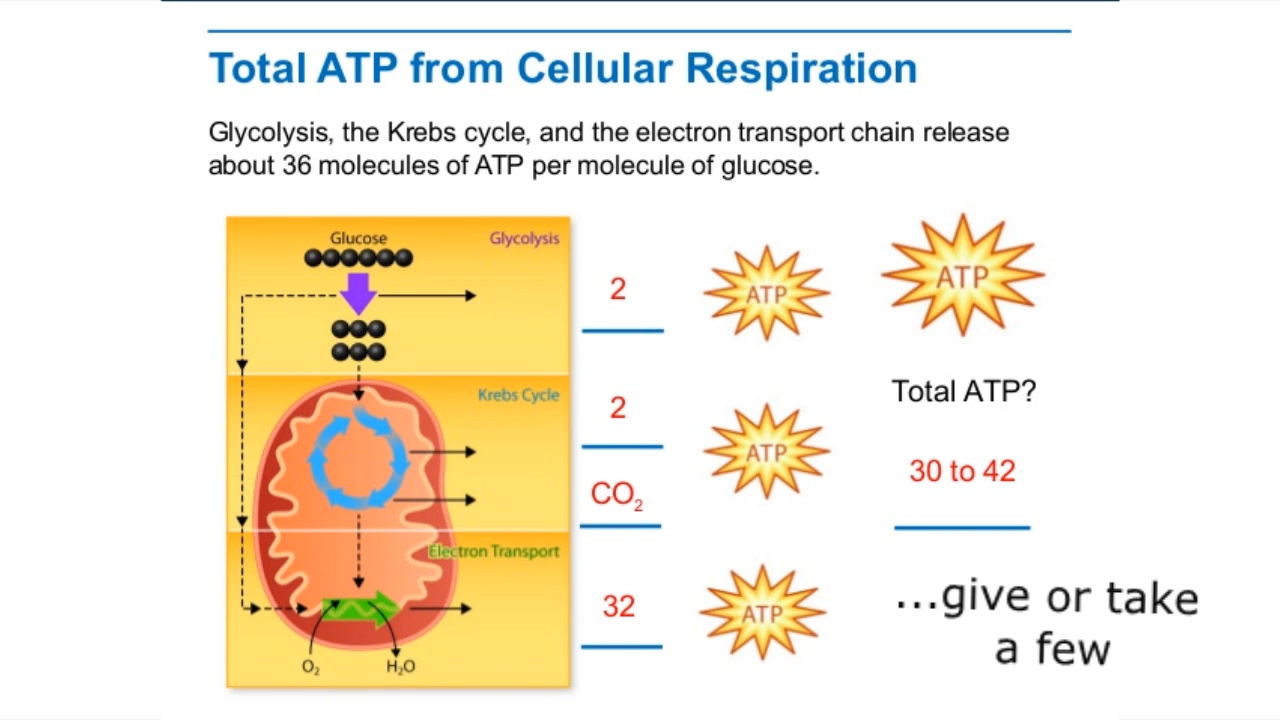 Total ATP from Cellular Respiration
Glycolysis, the Krebs cycle, and the electron transport chain release
about 36 molecules of ATP per molecule of glucose.
Glucose
Glycolysis
2
ATP
ATP
Krebs Cycle
2
ATP
CO₂
Total ATP?
30 to 42
Electron Transport
32
ATP
O₂
H₂O
...give or take
a few